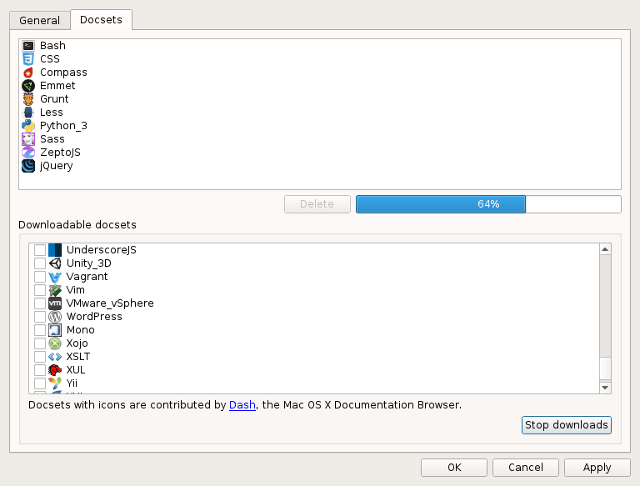 General
Docsets
Bash
CSS
Compass
Emmet
Grunt
Less
Python_3
Sass
ZeptoJS
jQuery
Delete
64%
Downloadable docsets
UnderscoreJS
Unity_3D
Vagrant
Vim
VMware_vSphere
WordPress
Mono
Xojo
XSLT
XUL
Yii
Docsets with icons are contributed by Dash, the Mac OS X Documentation Browser.
Stop downloads
OK
Cancel
Apply